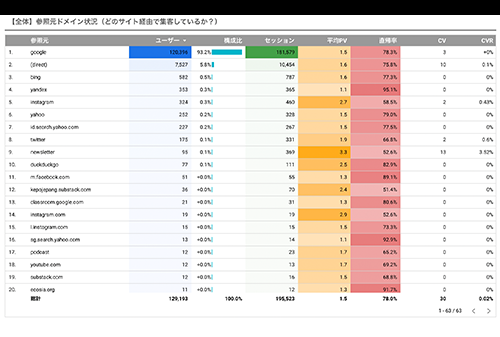 【全体】参照元ドメイン状況（どのサイト経由で集客しているか？）
参照元 ユーザー 構成比 セッション 平均PV 直帰率 CV CVR
1. google 120,396 93.2% 181,579 1.5 78.3% 3 +0%
2. (direct) 7,527 5.8% 10,454 1.6 75.8% 10 0.1%
3. bing 582 0.5% 787 1.6 77.3% 0 0%
4. yandex 353 0.3% 365 1.1 95.1% 0 0%
5. instagram 324 0.3% 460 2.7 58.5% 2 0.43%
6. yahoo 252 0.2% 328 1.5 79.0% 0 0%
7. id.search.yahoo.com 227 0.2% 267 1.5 77.5% 0 0%
8. twitter 175 0.1% 331 1.9 66.8% 2 0.6%
9. newsletter 95 0.1% 369 3.3 52.6% 13 3.52%
10. duckduckgo 77 0.1% 111 2.5 82.9% 0 0%
11. m.facebook.com 51 +0.0% 55 1.3 89.1% 0 0%
12. kepojepang.substack.com 36 +0.0% 70 2.4 51.4% 0 0%
13. classroom.google.com 21 +0.0% 31 1.3 80.6% 0 0%
14. instagram.com 19 +0.0% 19 2.9 52.6% 0 0%
15. l.instagram.com 15 +0.0% 15 1.5 73.3% 0 0%
16. sg.search.yahoo.com 13 +0.0% 14 1.1 92.9% 0 0%
17. podcast 12 +0.0% 23 1.7 65.2% 0 0%
18. youtube.com 12 +0.0% 13 1.7 69.2% 0 0%
19. substack.com 12 +0.0% 16 1.5 68.8% 0 0%
20. ecosia.org 11 +0.0% 12 1.3 91.7% 0 0%
総計 129,193 100.0% 195,523 1.5 78.0% 30 0.02%
1 - 63 / 63